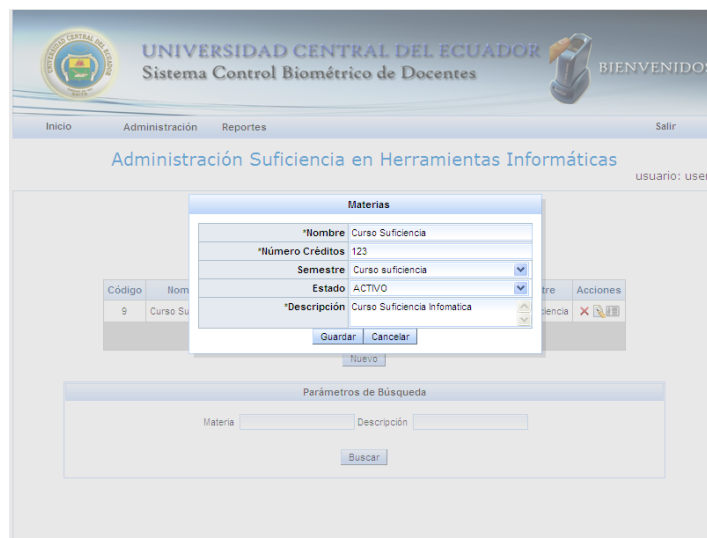 UNIVERSIDAD CENTRAL DEL ECUADOR
Sistema Control Biométrico de Docentes
BIENVENIDOS
Inicio Administración Reportes Salir
Administración Suficiencia en Herramientas Informáticas
usuario: user
Materias
*Nombre Curso Suficiencia
*Número Créditos 123
Semestre Curso suficiencia
Estado ACTIVO
*Descripción Curso Suficiencia Infomatica
Guardar Cancelar
Código Nom tre Acciones
9 Curso Su iencia
Nuevo
Parámetros de Búsqueda
Materia Descripción
Buscar